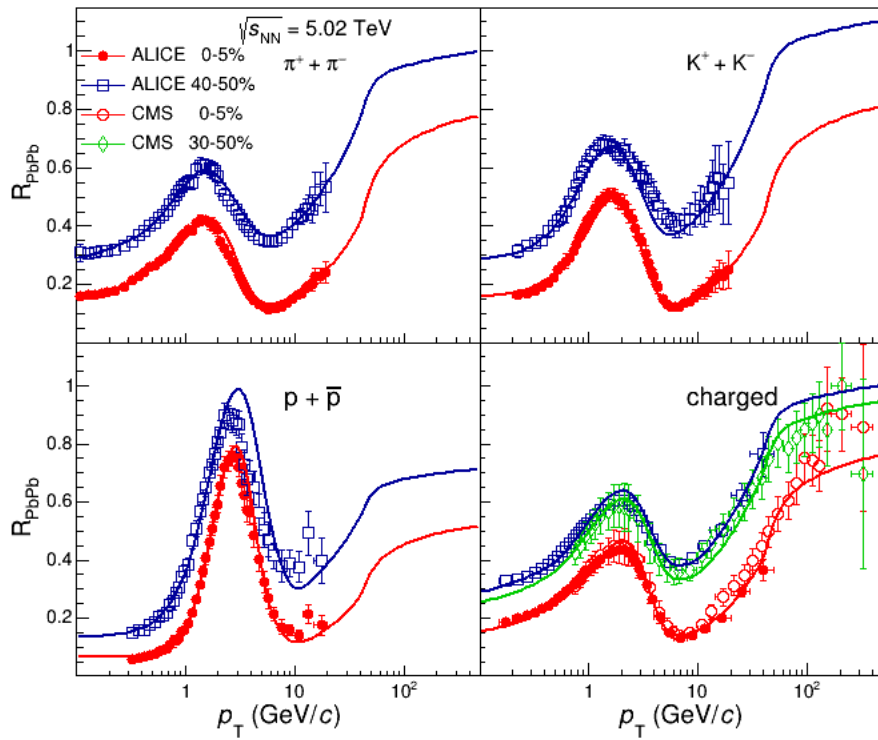 √s_NN = 5.02 TeV
ALICE 0-5%
ALICE 40-50%
CMS 0-5%
CMS 30-50%
π⁺ + π⁻
K⁺ + K⁻
R_PbPb
1
0.8
0.6
0.4
0.2
p + p̅
charged
R_PbPb
1
0.8
0.6
0.4
0.2
1 10 10²
1 10 10²
p_T (GeV/c)
p_T (GeV/c)